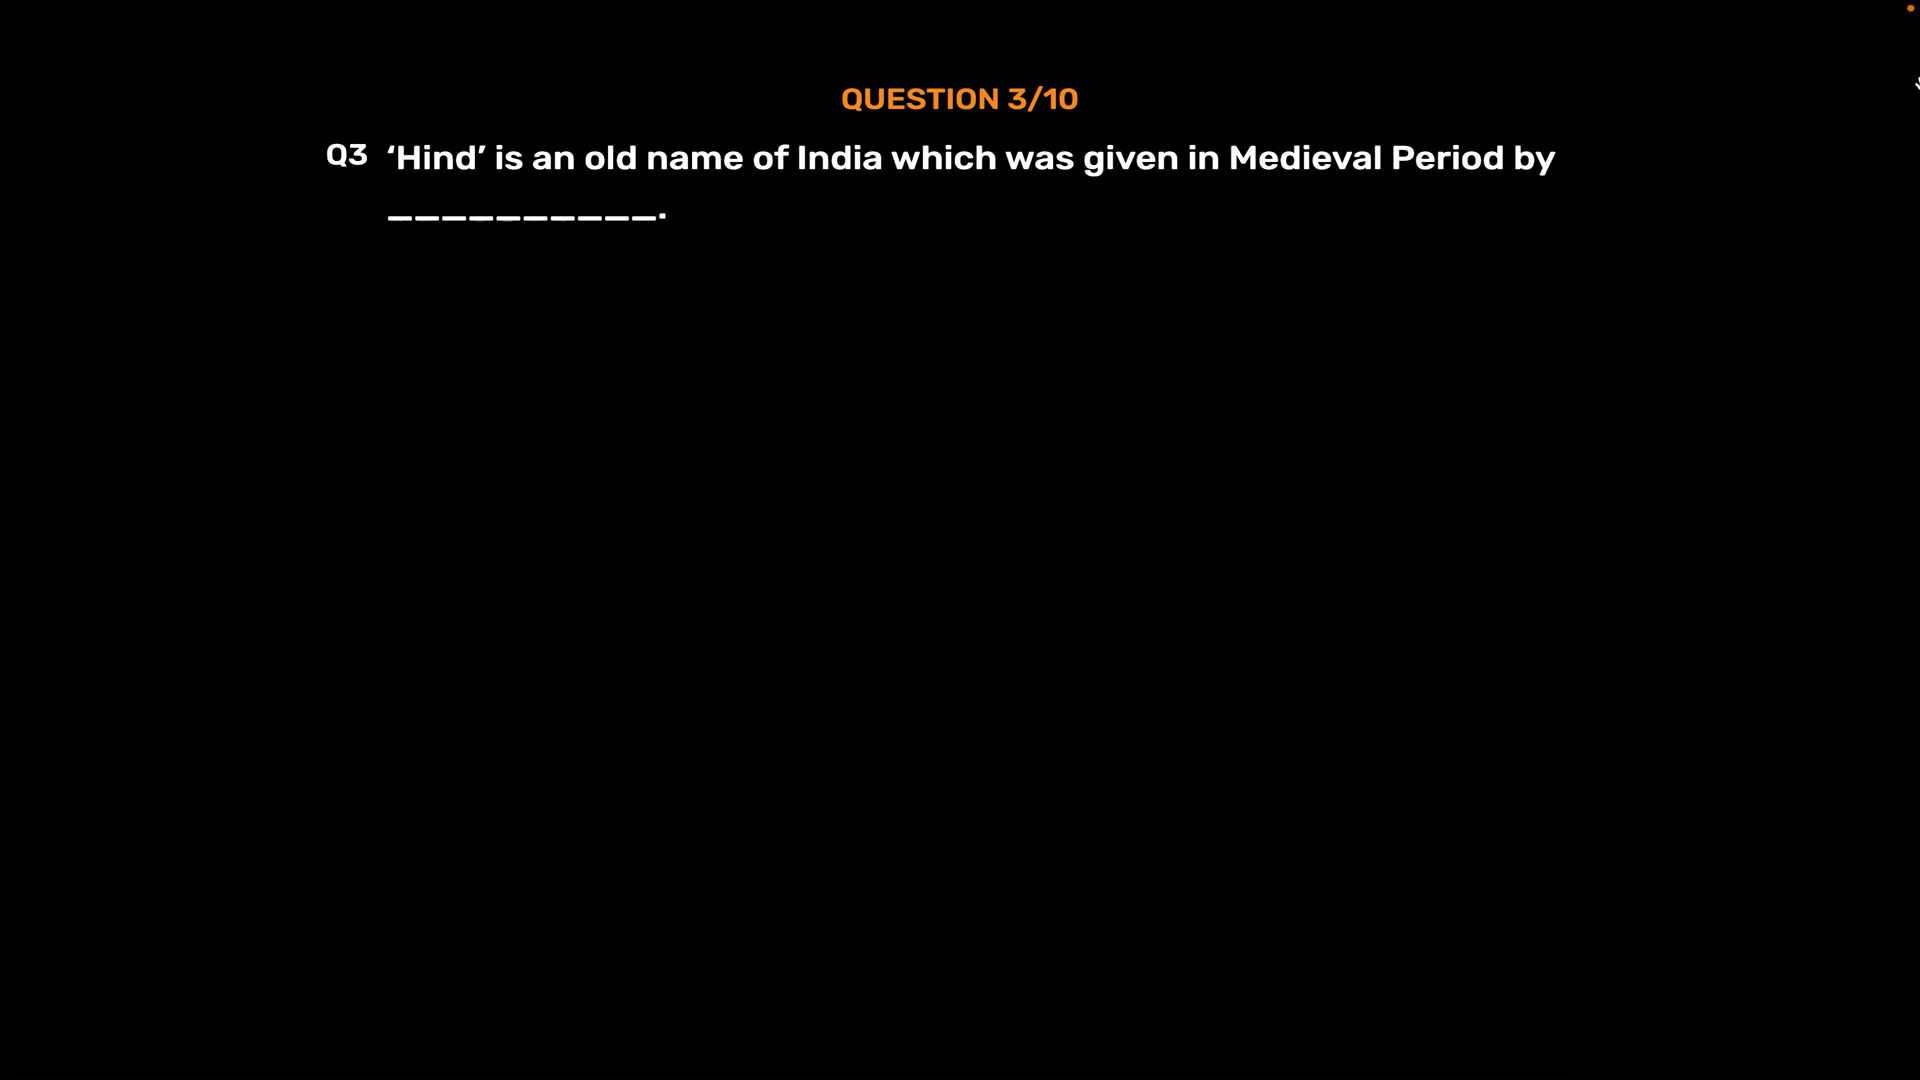 QUESTION 3/10
Q3 ‘Hind’ is an old name of India which was given in Medieval Period by
__________.